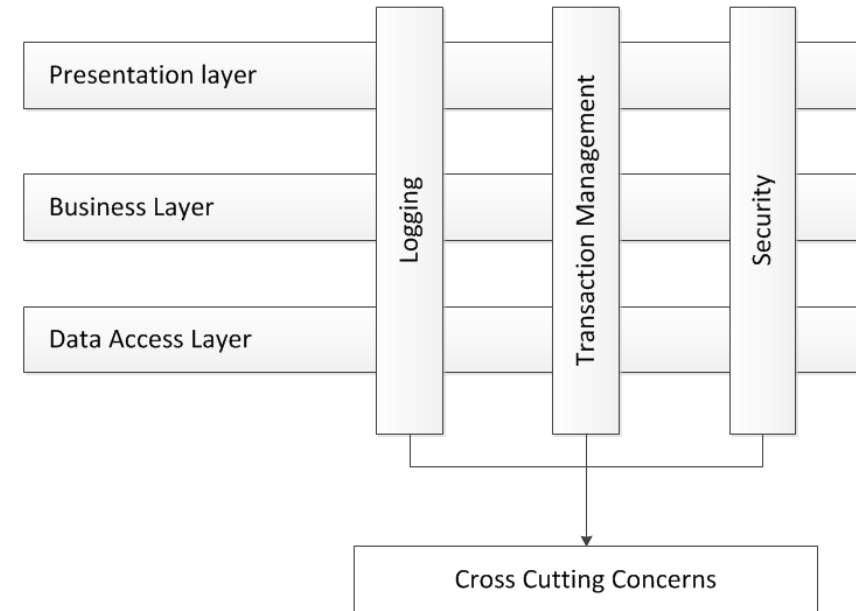 Presentation layer
Business Layer
Data Access Layer
Logging
Transaction Management
Security
Cross Cutting Concerns